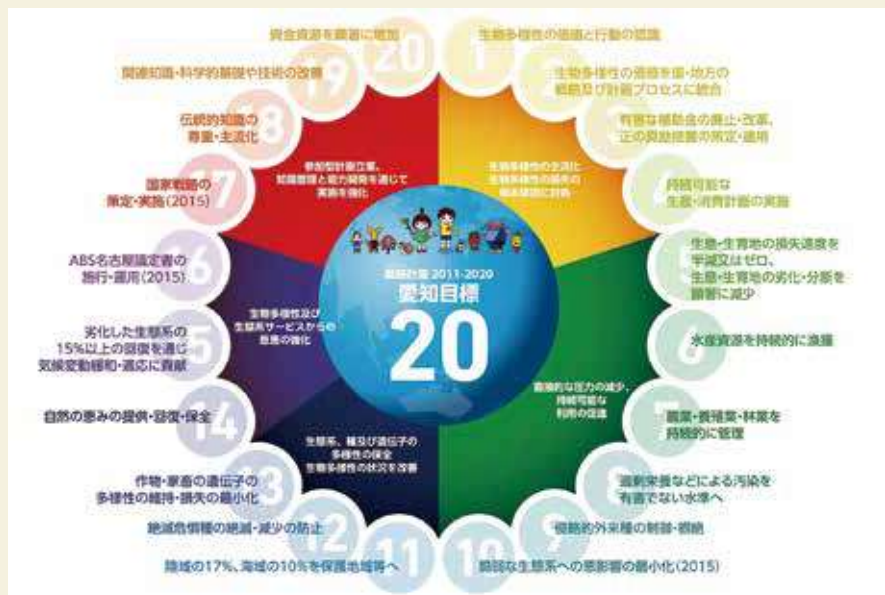 20
資金資源を顕著に増加
1
生物多様性の価値と行動の認識
2
生物多様性の価値を国・地方の
戦略及び計画プロセスに統合
3
有害な補助金の廃止・改革、
正の奨励措置の策定・適用
4
持続可能な
生産・消費計画の実施
5
生息・生育地の損失速度を
半減又はゼロ、
生息・生育地の劣化・分断を
顕著に減少
6
水産資源を持続的に漁獲
7
農業・養殖業・林業を
持続的に管理
8
過剰栄養などによる汚染を
有害でない水準へ
9
侵略的外来種の制御・根絶
10
脆弱な生態系への悪影響の最小化(2015)
11
陸域の17%、海域の10%を保護地域等へ
12
絶滅危惧種の絶滅・減少の防止
13
作物・家畜の遺伝子の
多様性の維持・損失の最小化
14
自然の恵みの提供・回復・保全
5
劣化した生態系の
15%以上の回復を通じ
気候変動緩和・適応に貢献
6
ABS名古屋議定書の
施行・運用(2015)
17
国家戦略の
策定・実施(2015)
18
伝統的知識の
尊重・主流化
19
関連知識・科学的基礎や技術の改善
参加型計画立案、
知識管理と能力開発を通じて
実施を強化
生物多様性の主流化
生物多様性の損失の
根本原因に対処
直接的な圧力の減少、
持続可能な
利用の促進
生態系、種及び遺伝子の
多様性の保全
生物多様性の状況を改善
生物多様性及び
生態系サービスからの
恩恵の強化
戦略計画 2011-2020
愛知目標
20